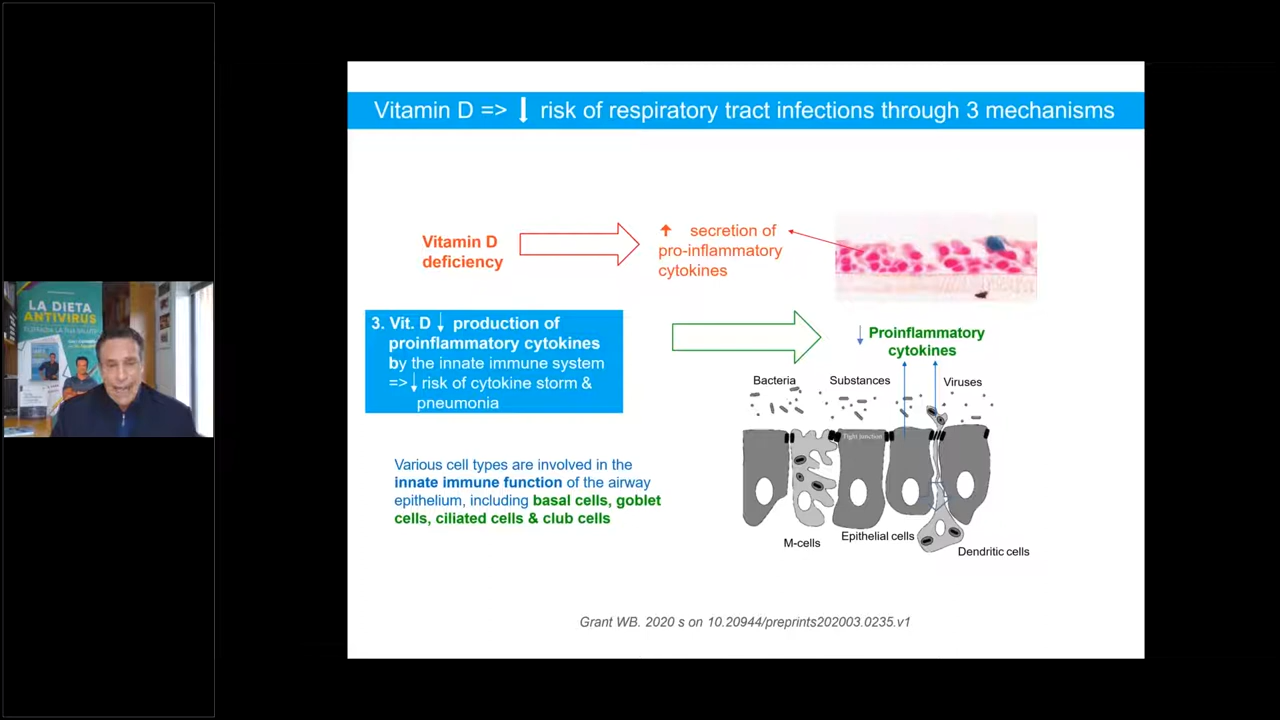 Vitamin D => ↓ risk of respiratory tract infections through 3 mechanisms
Vitamin D
deficiency
↑ secretion of
pro-inflammatory
cytokines
3. Vit. D ↓ production of
proinflammatory cytokines
by the innate immune system
=> ↓ risk of cytokine storm &
pneumonia
↓ Proinflammatory
cytokines
Bacteria
Substances
Viruses
Tight junction
M-cells
Epithelial cells
Dendritic cells
Various cell types are involved in the
innate immune function of the airway
epithelium, including basal cells, goblet
cells, ciliated cells & club cells
Grant WB. 2020 s on 10.20944/preprints202003.0235.v1
LA DIETA
ANTIVIRUS